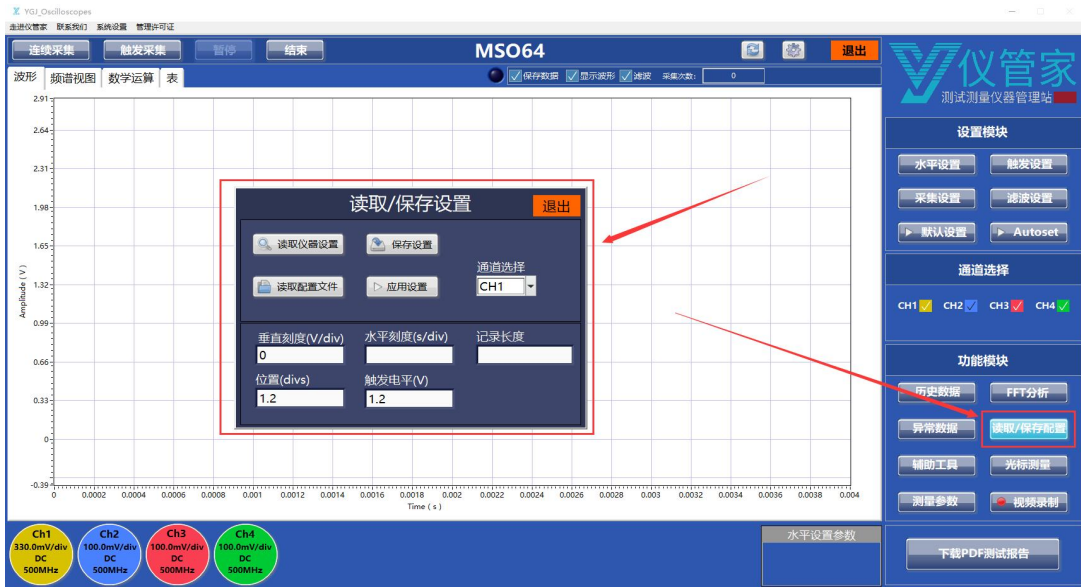 YGJ_Oscilloscopes
走进仪管家 联系我们 系统设置 管理许可证
连续采集 触发采集 暂停 结束 MSO64 退出
波形 频谱视图 数学运算 表 保存数据 显示波形 滤波 采集次数: 0
仪管家
测试测量仪器管理站
设置模块
水平设置 触发设置
采集设置 滤波设置
默认设置 Autoset
通道选择
CH1 CH2 CH3 CH4
功能模块
历史数据 FFT分析
异常数据 读取/保存配置
辅助工具 光标测量
测量参数 视频录制
下载PDF测试报告
Amplitude ( V )
2.91
2.64
2.31
1.98
1.65
1.32
0.99
0.66
0.33
0
-0.39
0 0.0002 0.0004 0.0006 0.0008 0.001 0.0012 0.0014 0.0016 0.0018 0.002 0.0022 0.0024 0.0026 0.0028 0.003 0.0032 0.0034 0.0036 0.0038 0.004
Time ( s )
读取/保存设置 退出
读取仪器设置 保存设置
通道选择
读取配置文件 应用设置 CH1
垂直刻度(V/div) 水平刻度(s/div) 记录长度
0
位置(divs) 触发电平(V)
1.2 1.2
Ch1 Ch2 Ch3 Ch4
330.0mV/div 100.0mV/div 100.0mV/div 100.0mV/div
DC DC DC DC
500MHz 500MHz 500MHz 500MHz
水平设置参数